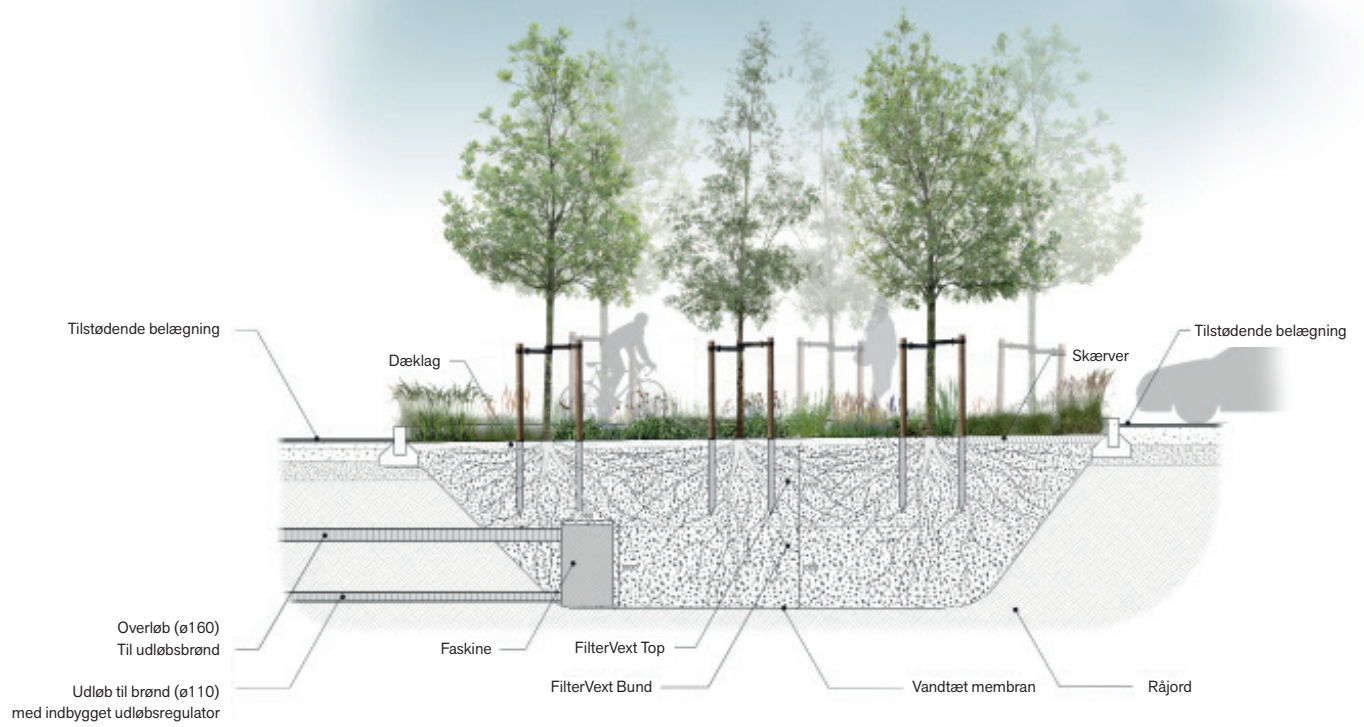 Tilstødende belægning
Tilstødende belægning
Dæklag
Skærver
Overløb (ø160)
Til udløbsbrønd
Faskine
FilterVext Top
Udløb til brønd (ø110)
med indbygget udløbsregulator
FilterVext Bund
Vandtæt membran
Råjord